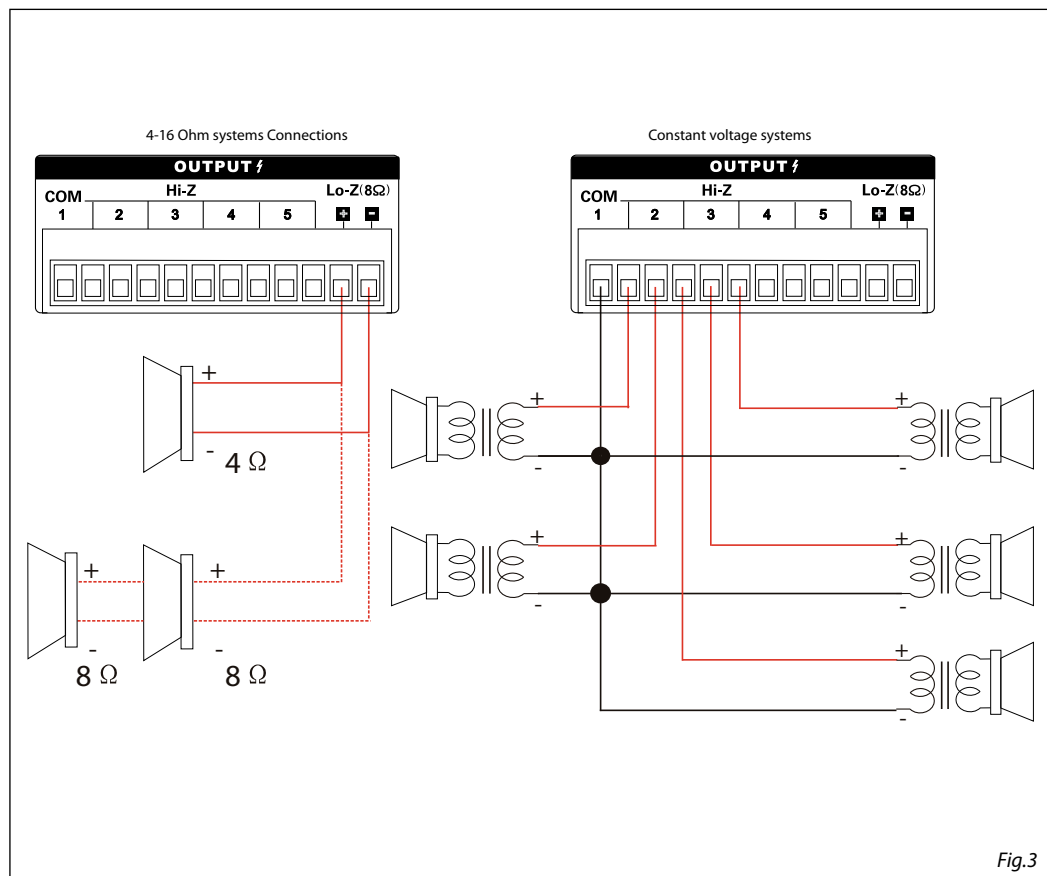 4-16 Ohm systems Connections
OUTPUT
COM Hi-Z Lo-Z(8Ω)
1 2 3 4 5 + -
+
- 4 Ω
+ +
- -
8 Ω 8 Ω
Constant voltage systems
OUTPUT
COM Hi-Z Lo-Z(8Ω)
1 2 3 4 5 + -
+ +
- -
+ +
- -
+
-
Fig.3